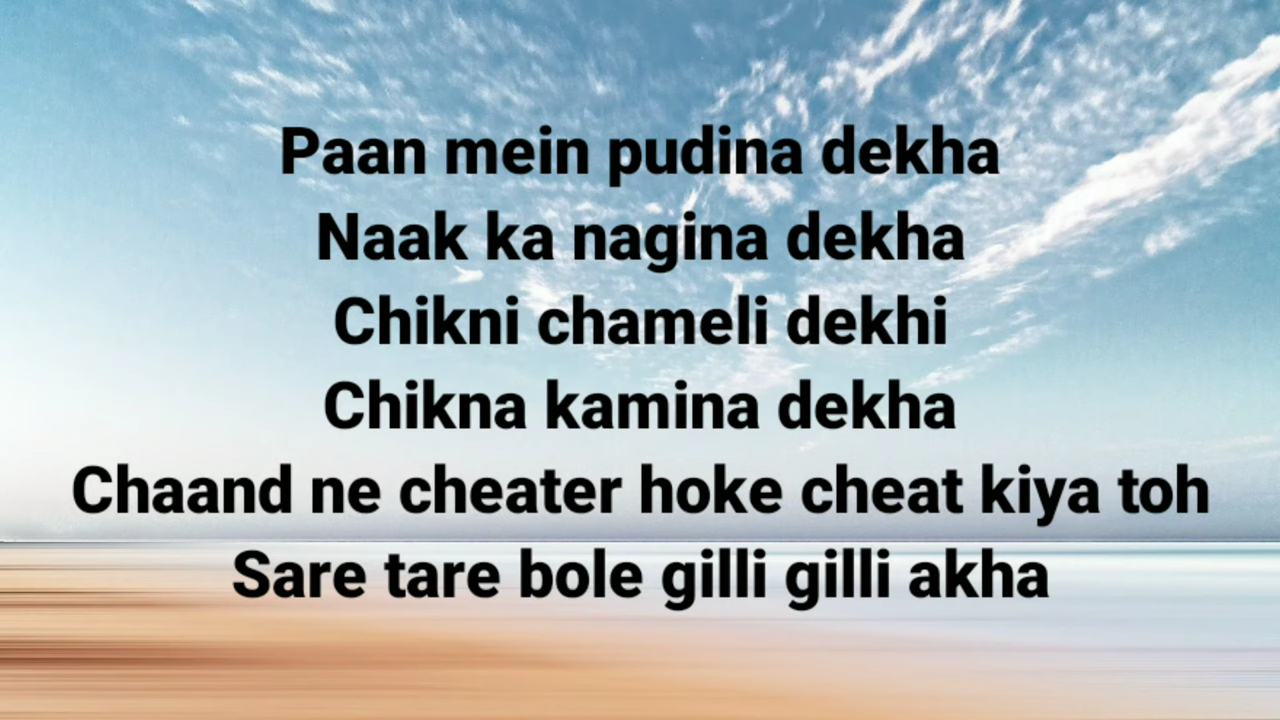 Paan mein pudina dekha
Naak ka nagina dekha
Chikni chameli dekhi
Chikna kamina dekha
Chaand ne cheater hoke cheat kiya toh
Sare tare bole gilli gilli akha